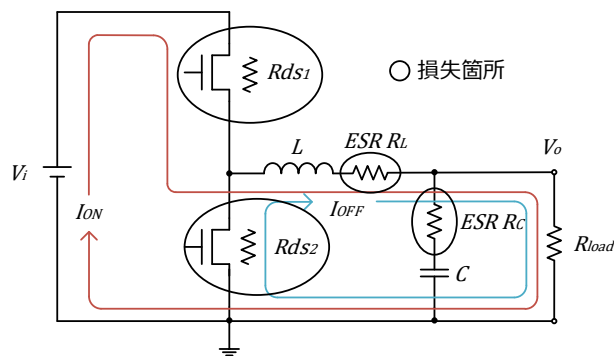 Rds1
損失箇所
L
ESR RL
Vo
Vi
ION
IOFF
Rds2
ESR RC
Rload
C